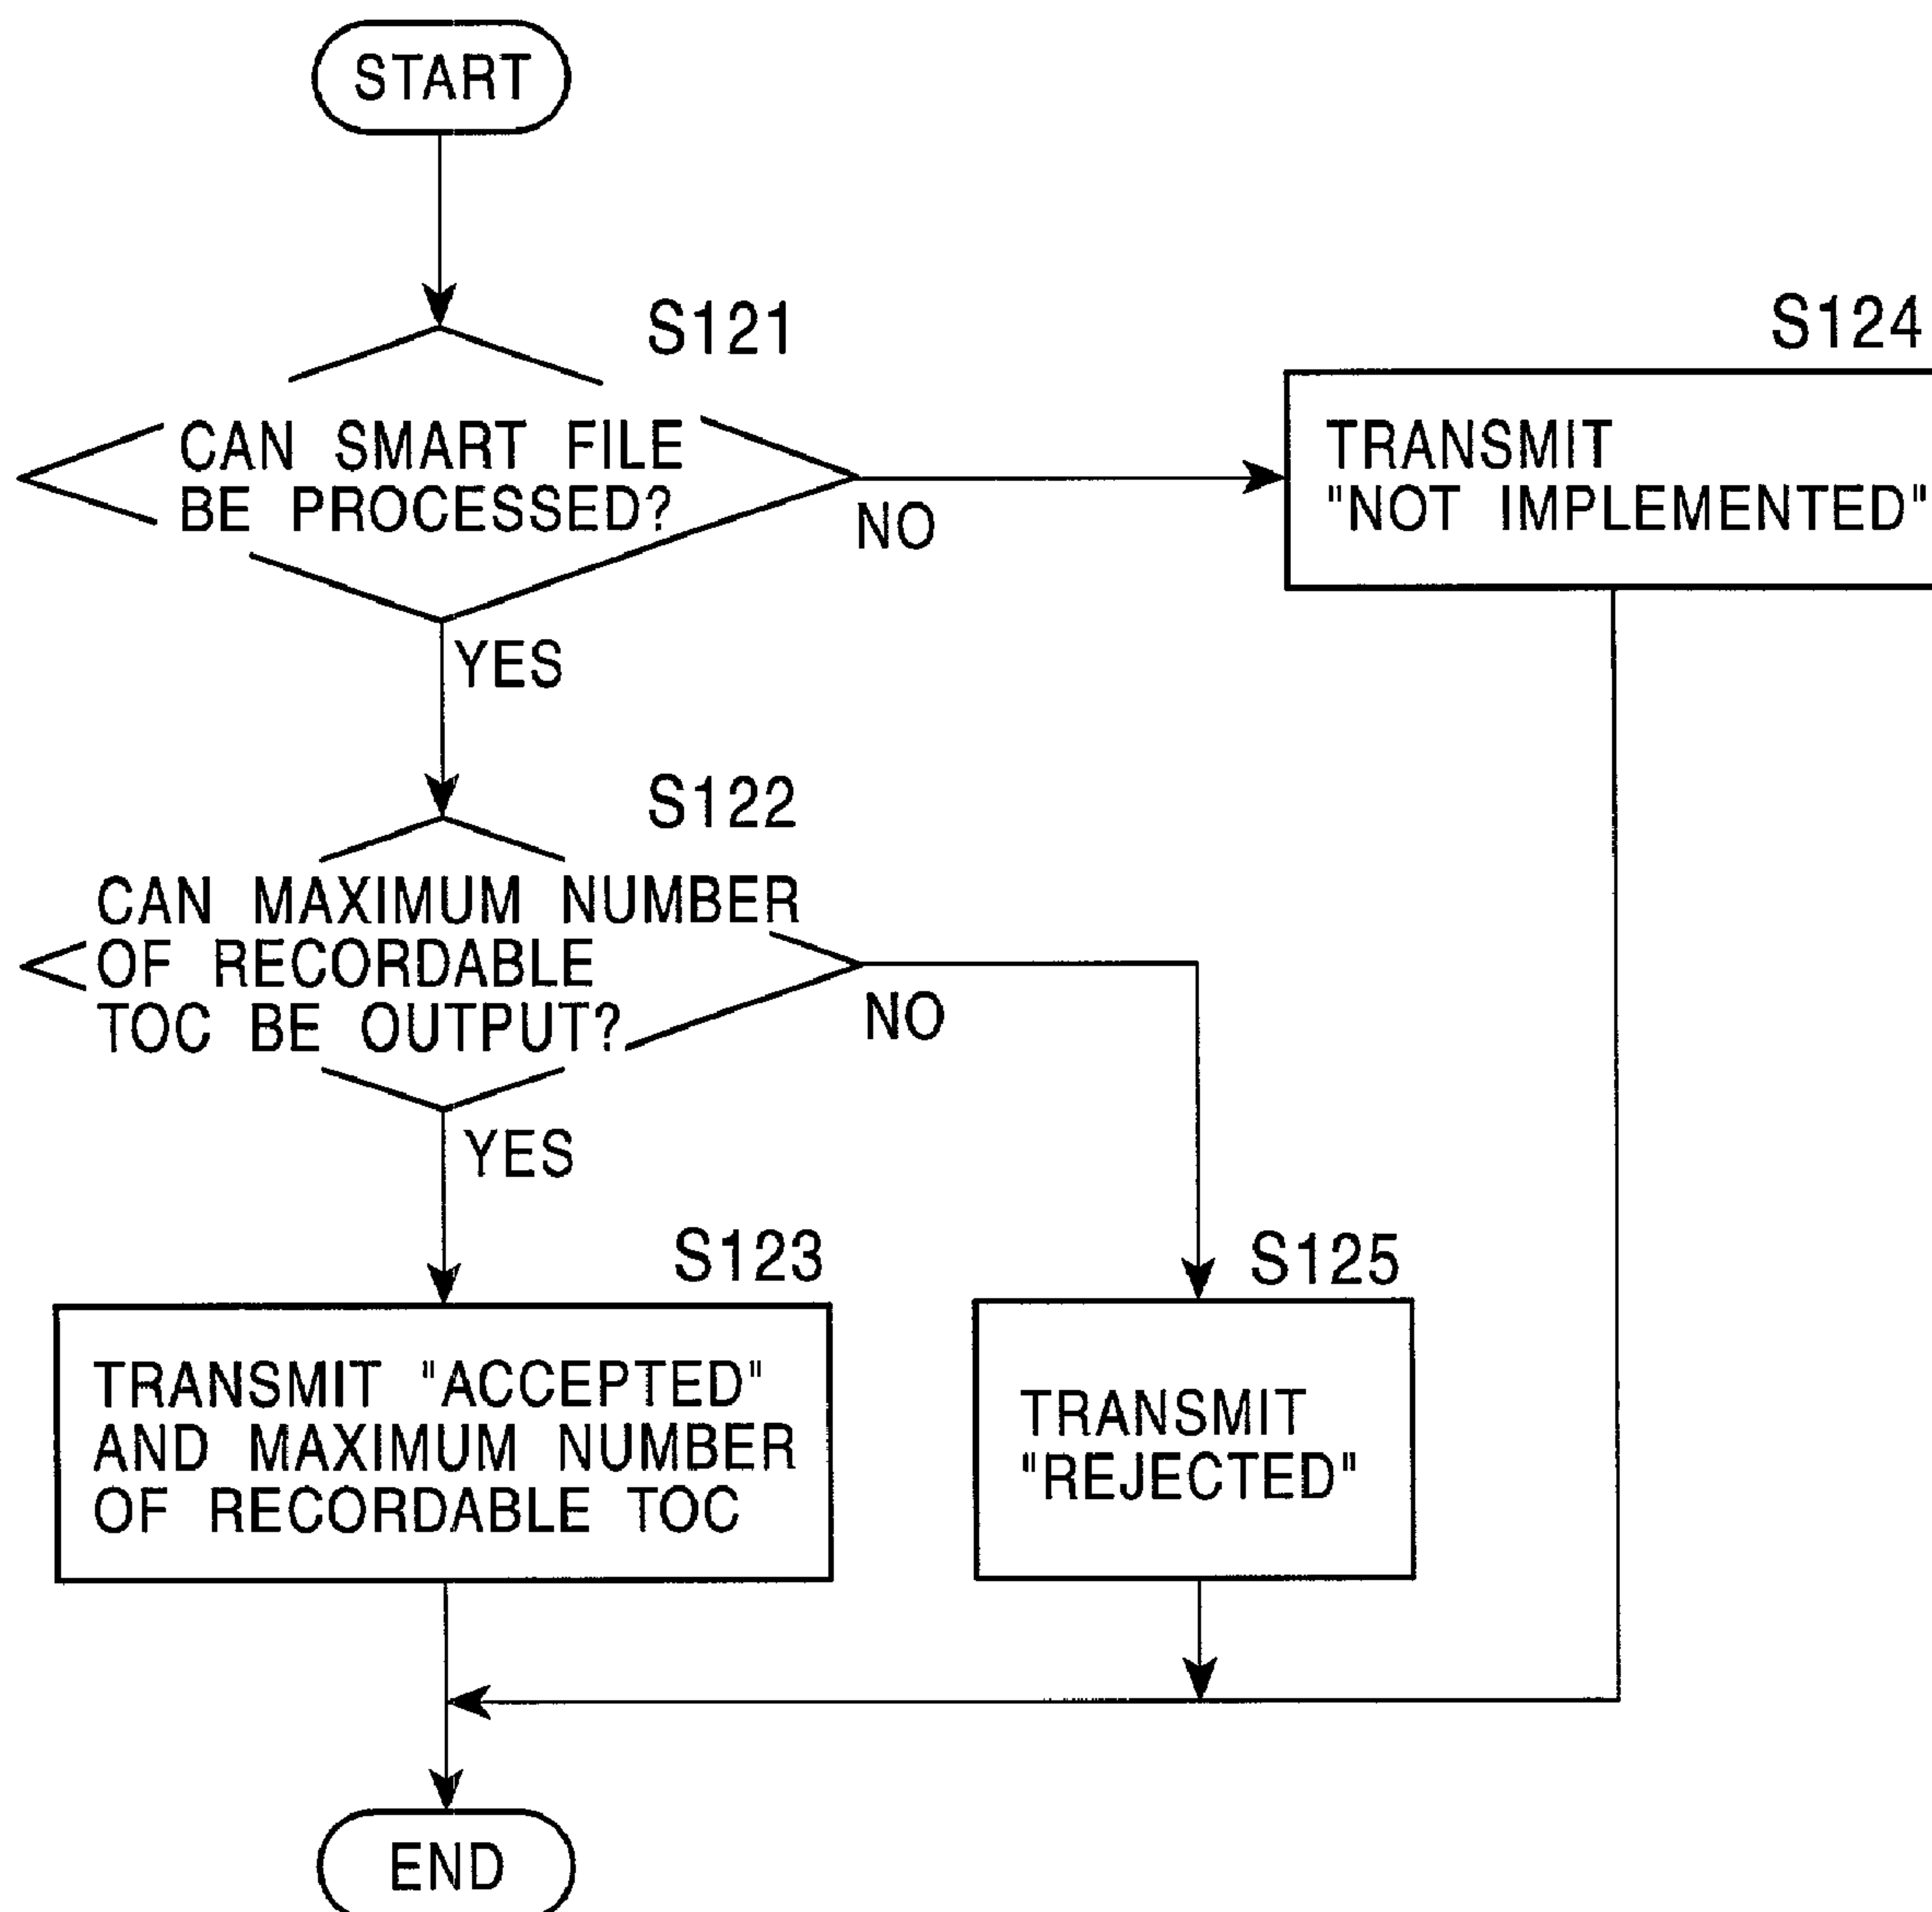 START
S121
CAN SMART FILE
BE PROCESSED?
NO
YES
S124
TRANSMIT
"NOT IMPLEMENTED"
S122
CAN MAXIMUM NUMBER
OF RECORDABLE
TOC BE OUTPUT?
NO
YES
S123
TRANSMIT "ACCEPTED"
AND MAXIMUM NUMBER
OF RECORDABLE TOC
S125
TRANSMIT
"REJECTED"
END